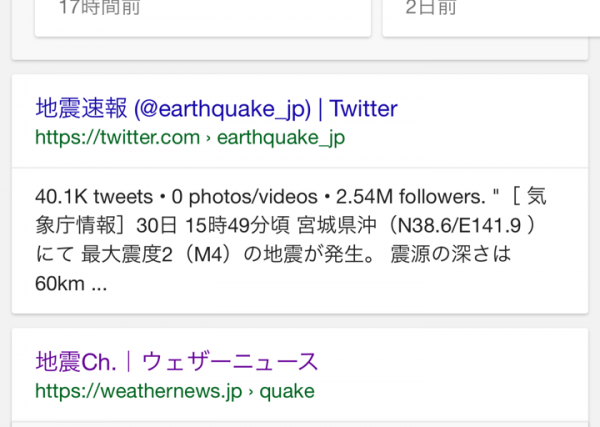 17時間前
2日前
地震速報 (@earthquake_jp) | Twitter
https://twitter.com › earthquake_jp
40.1K tweets • 0 photos/videos • 2.54M followers. "［ 気
象庁情報］30日 15時49分頃 宮城県沖（N38.6/E141.9 ）
にて 最大震度2（M4）の地震が発生。 震源の深さは
60km ...
地震Ch.｜ウェザーニュース
https://weathernews.jp › quake